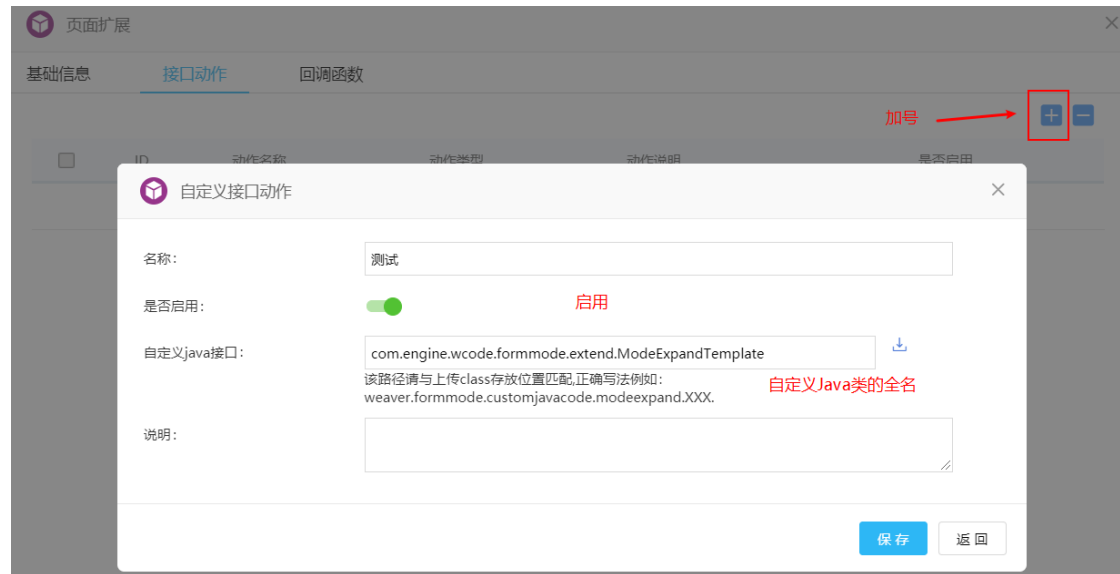 页面扩展
基础信息 接口动作 回调函数
加号
ID 动作名称 动作类型 动作说明 是否启用
自定义接口动作
名称：
测试
是否启用：
启用
自定义java接口：
com.engine.wcode.formmode.extend.ModeExpandTemplate
该路径请与上传class存放位置匹配,正确写法例如：
weaver.formmode.customjavacode.modeexpand.XXX.
自定义Java类的全名
说明：
保存 返回